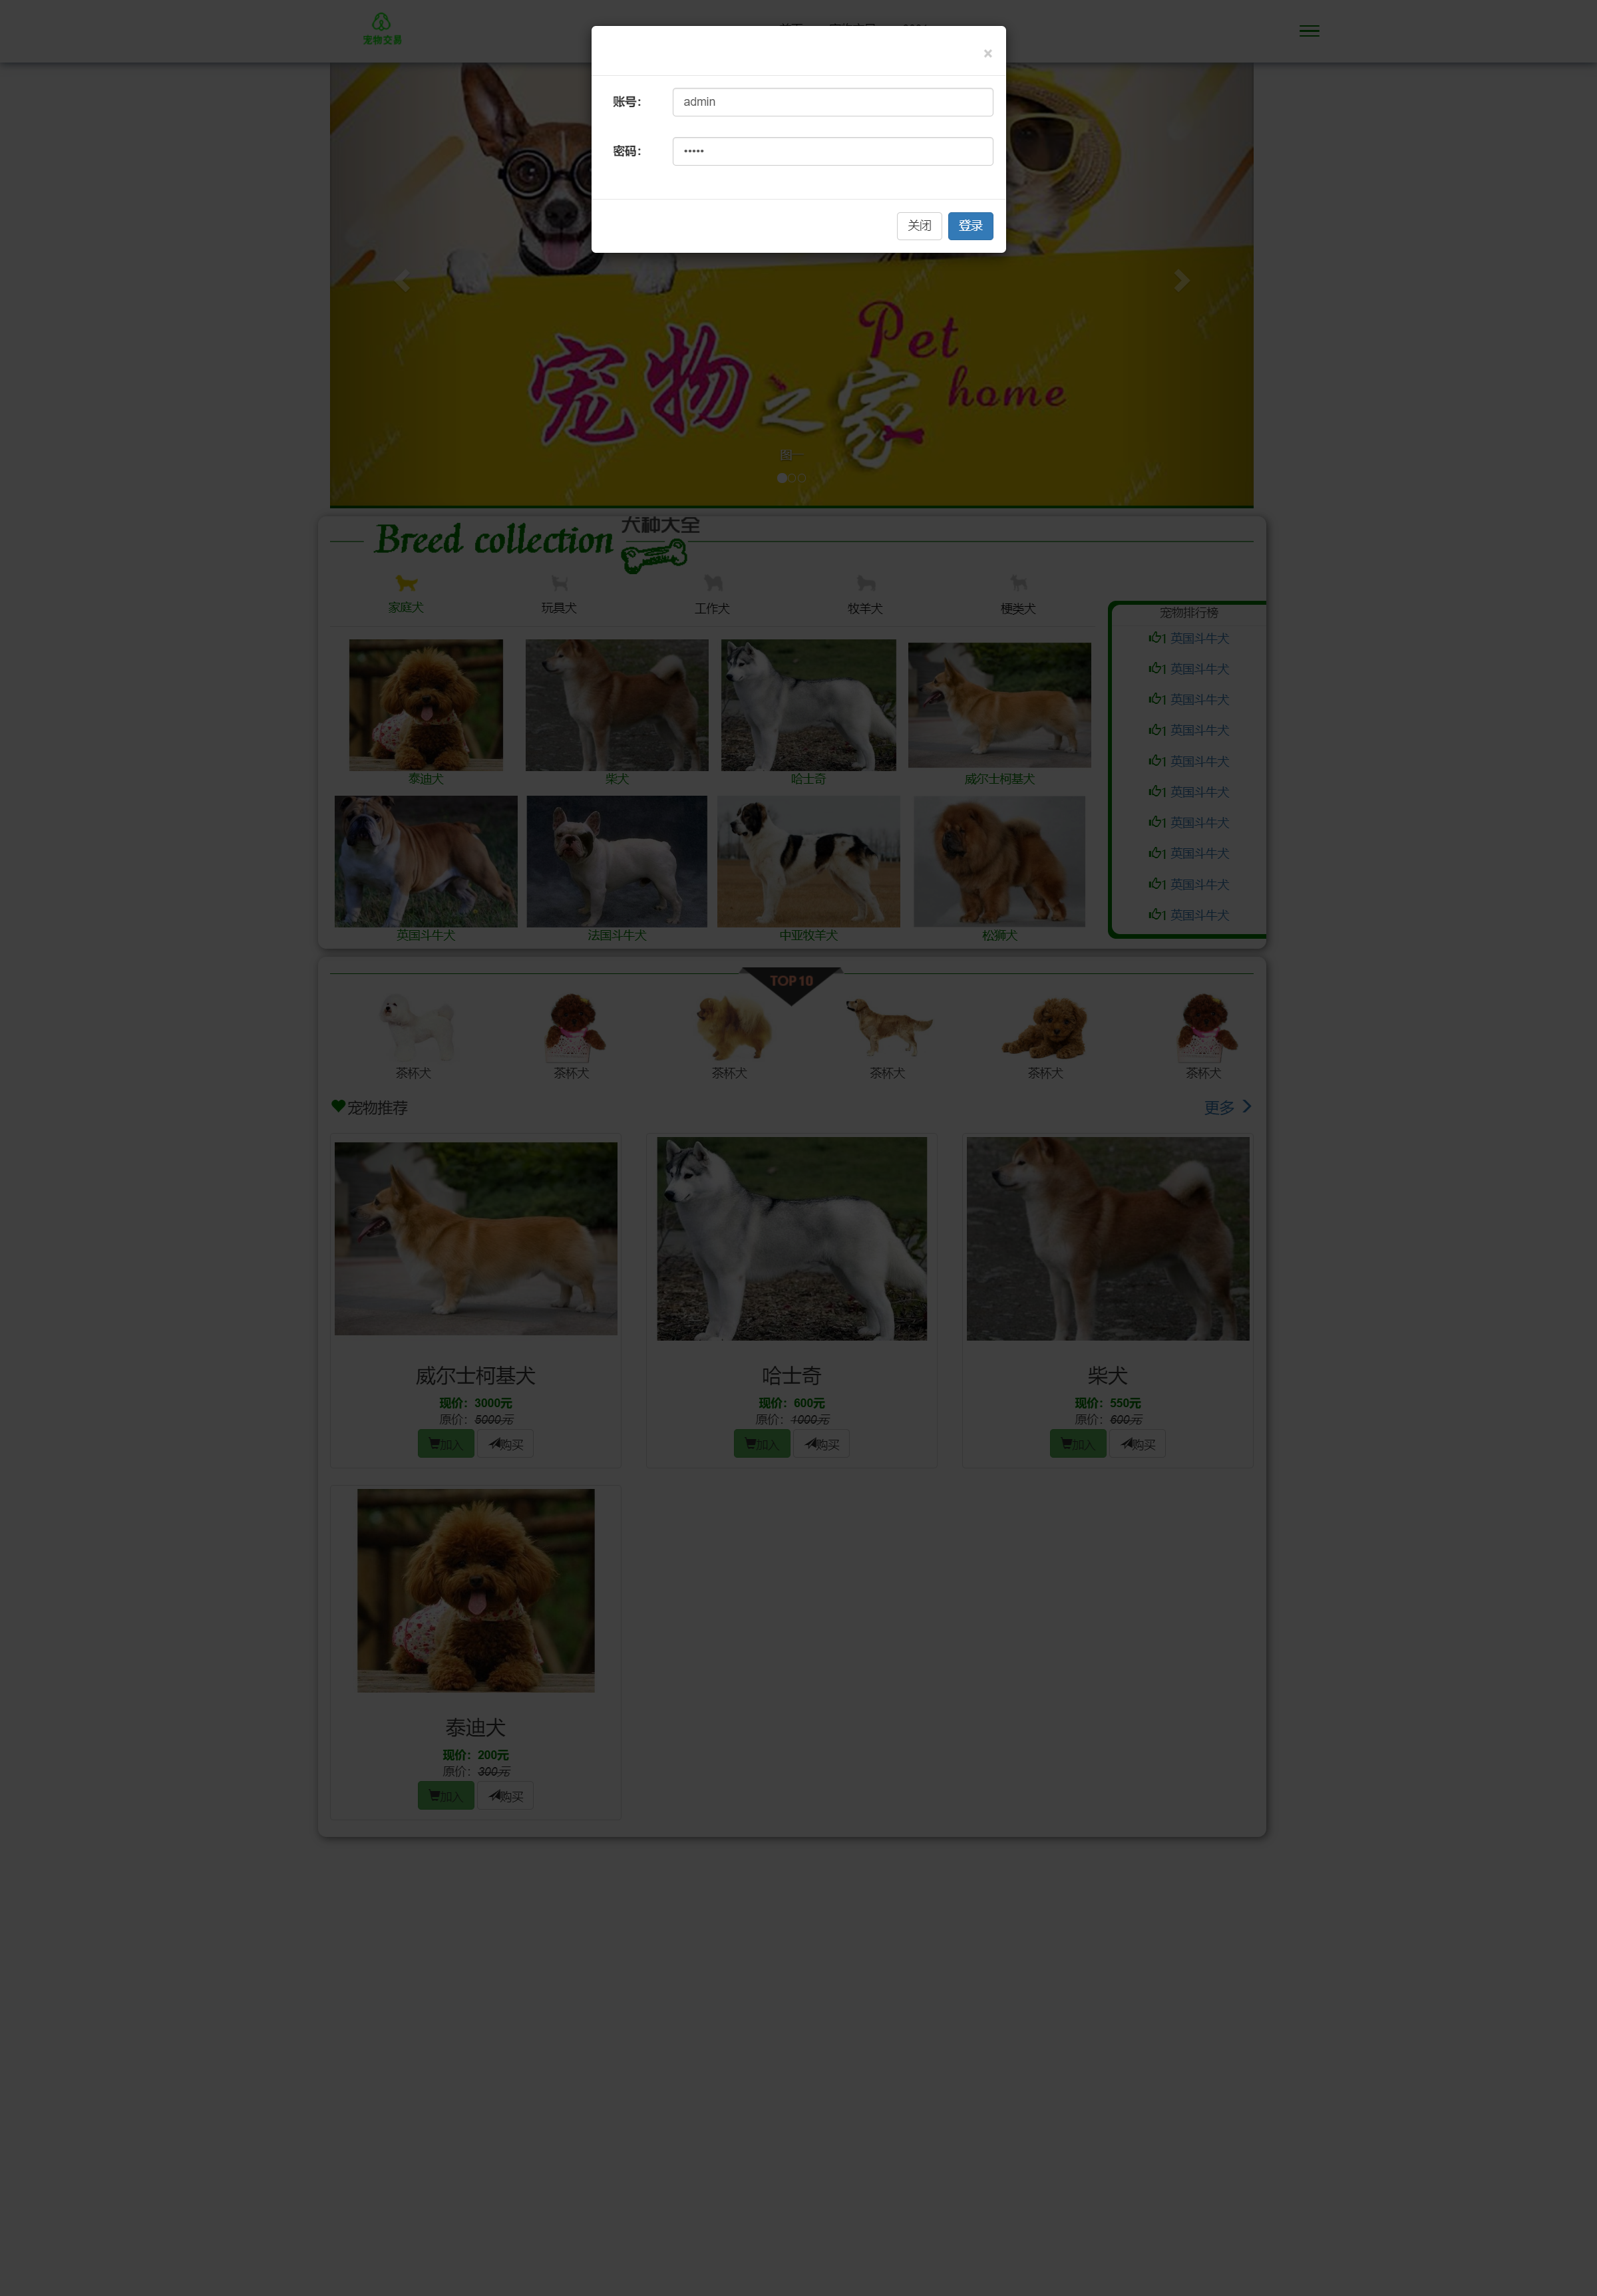 宠物交易
×
账号：
admin
密码：
•••••
关闭
登录
Pet
home
宠物之家
图一
Breed collection
犬种大全
家庭犬
玩具犬
工作犬
牧羊犬
梗类犬
泰迪犬
柴犬
哈士奇
威尔士柯基犬
英国斗牛犬
法国斗牛犬
中亚牧羊犬
松狮犬
宠物排行榜
1 英国斗牛犬
1 英国斗牛犬
1 英国斗牛犬
1 英国斗牛犬
1 英国斗牛犬
1 英国斗牛犬
1 英国斗牛犬
1 英国斗牛犬
1 英国斗牛犬
1 英国斗牛犬
TOP 10
茶杯犬
茶杯犬
茶杯犬
茶杯犬
茶杯犬
茶杯犬
宠物推荐
更多
威尔士柯基犬
现价：3000元
原价：5000元
加入
购买
哈士奇
现价：600元
原价：1000元
加入
购买
柴犬
现价：550元
原价：600元
加入
购买
泰迪犬
现价：200元
原价：300元
加入
购买